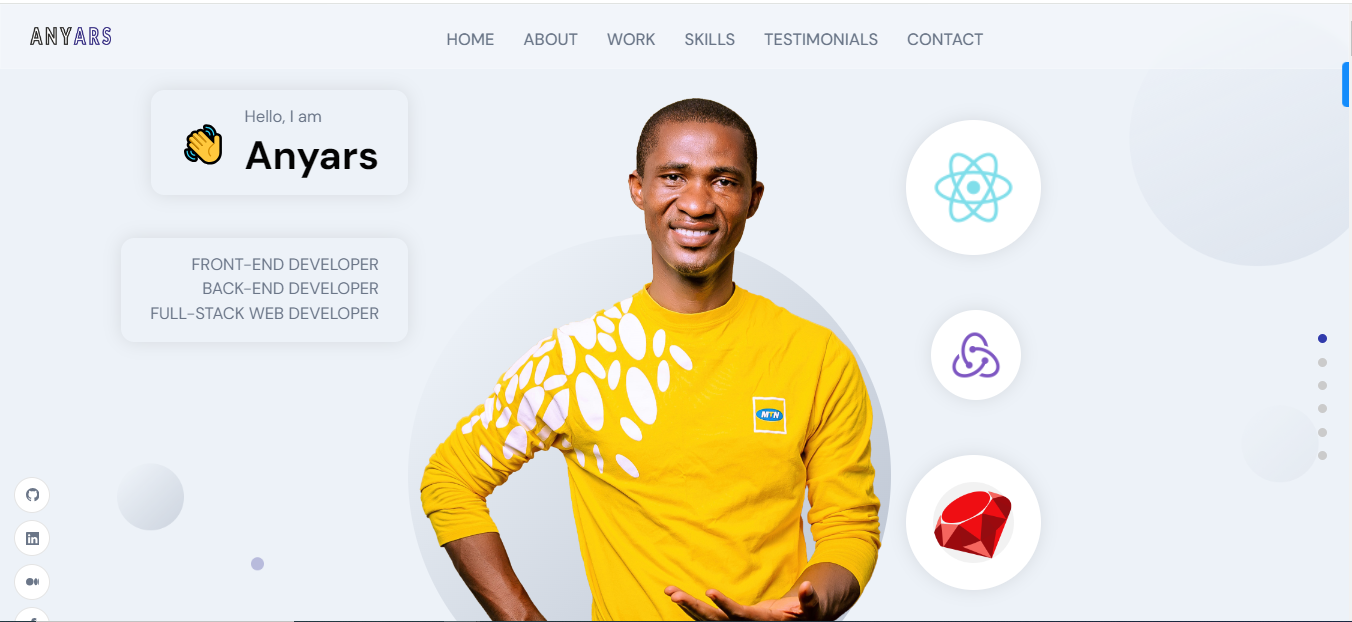 ANYARS
HOME ABOUT WORK SKILLS TESTIMONIALS CONTACT
Hello, I am
Anyars
FRONT-END DEVELOPER
BACK-END DEVELOPER
FULL-STACK WEB DEVELOPER
MTN
in